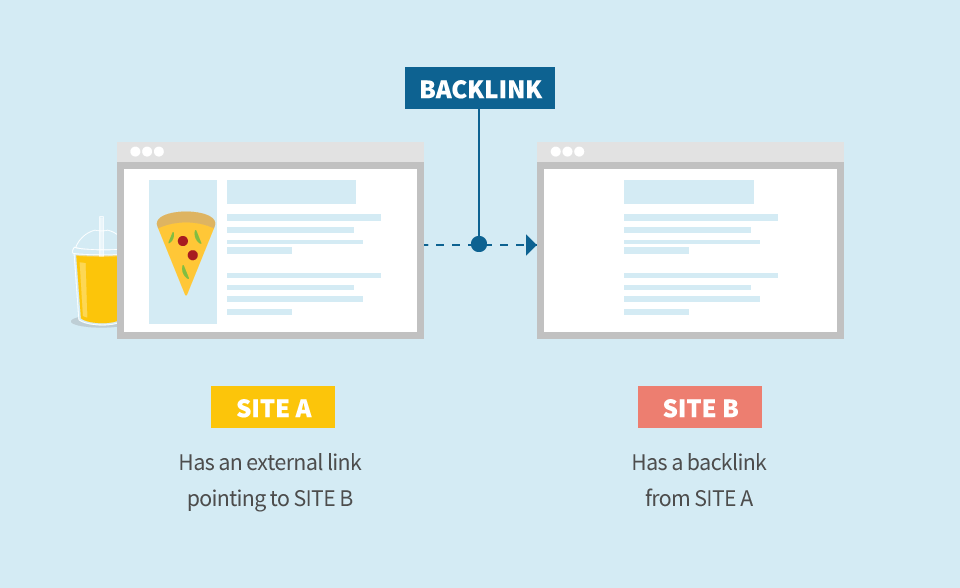 BACKLINK
SITE A
Has an external link
pointing to SITE B
SITE B
Has a backlink
from SITE A